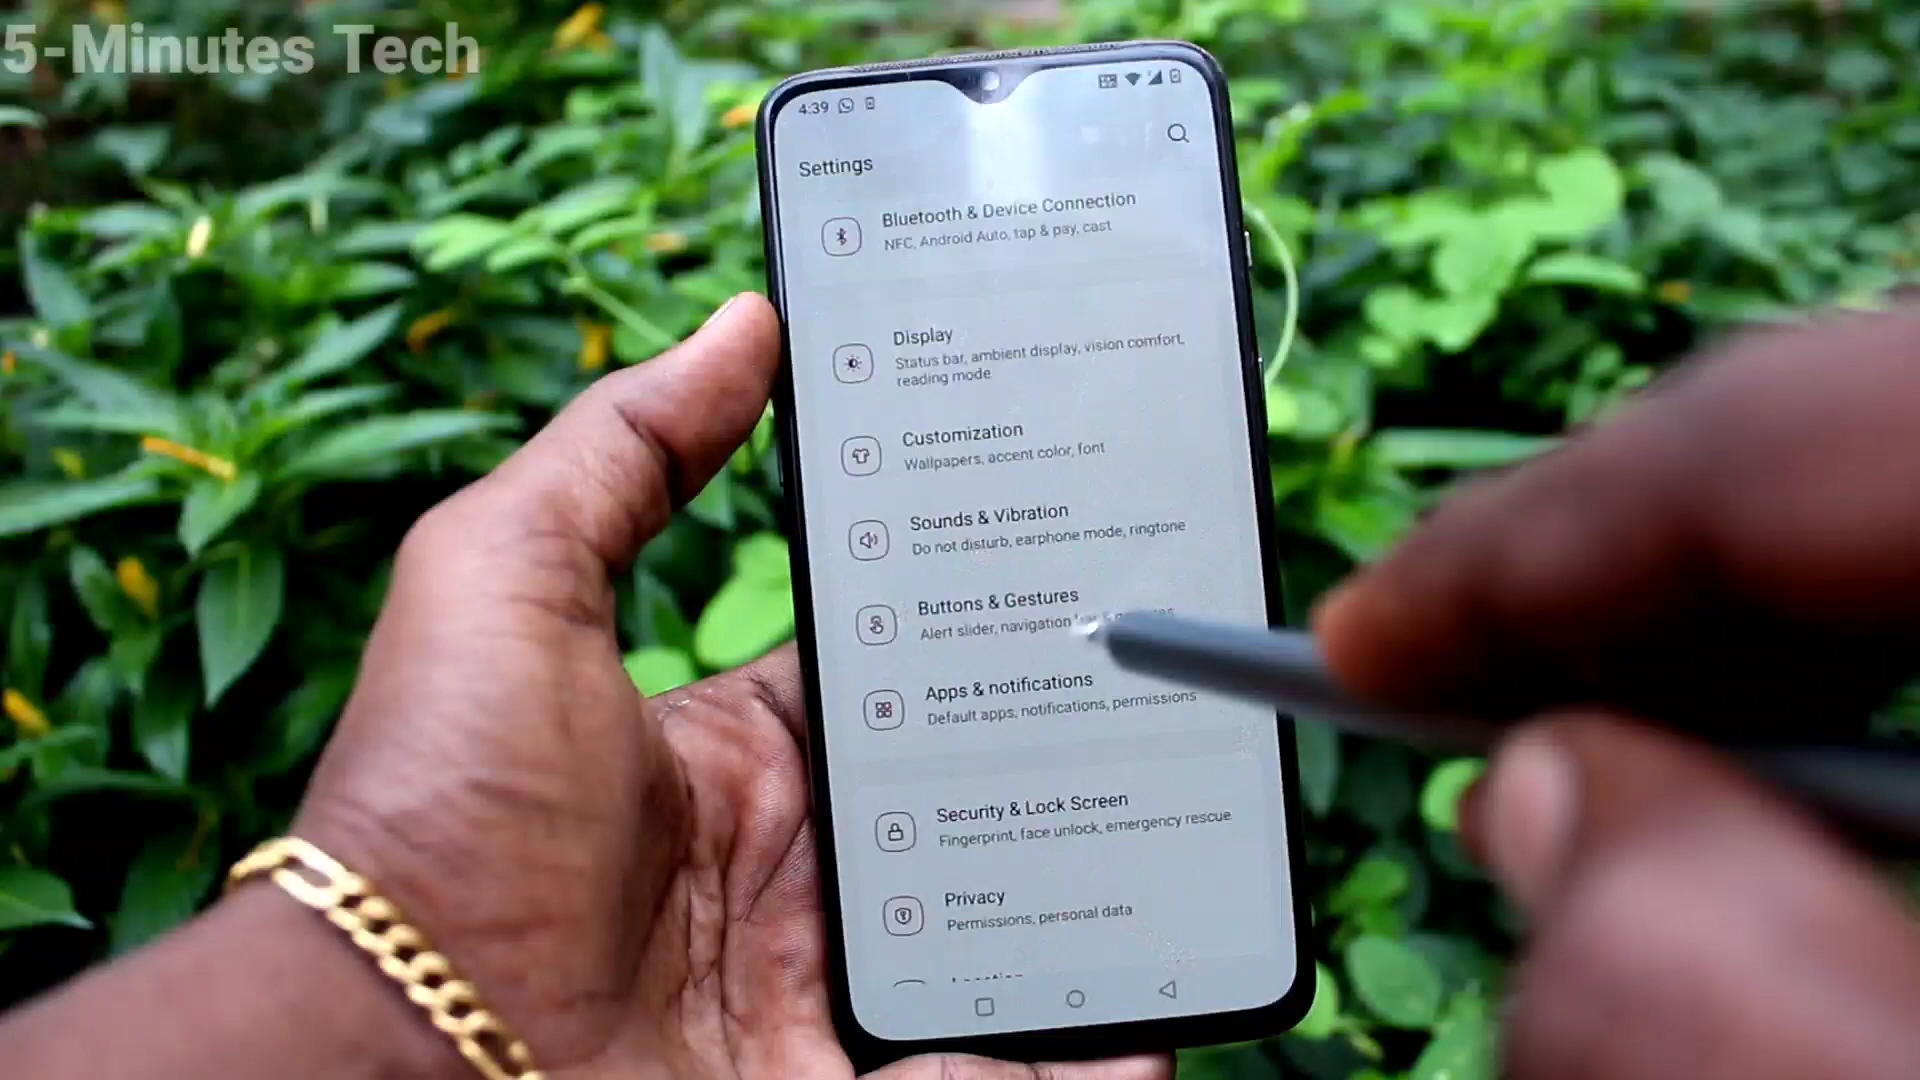 5-Minutes Tech
4:39
Settings
Bluetooth & Device Connection
NFC, Android Auto, tap & pay, cast
Display
Status bar, ambient display, vision comfort,
reading mode
Customization
Wallpapers, accent color, font
Sounds & Vibration
Do not disturb, earphone mode, ringtone
Buttons & Gestures
Alert slider, navigation
Apps & notifications
Default apps, notifications, permissions
Security & Lock Screen
Fingerprint, face unlock, emergency rescue
Privacy
Permissions, personal data